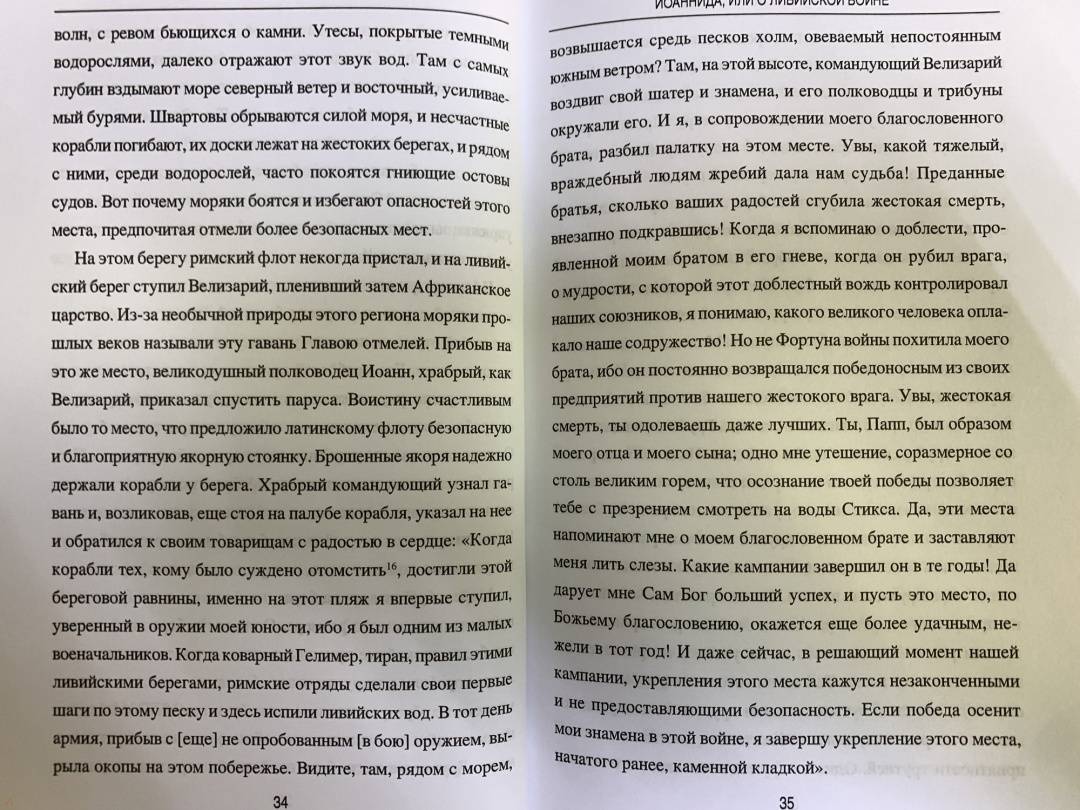 волн, с ревом бьющихся о камни. Утесы, покрытые темными
водорослями, далеко отражают этот звук вод. Там с самых
глубин вздымают море северный ветер и восточный, усиливае-
мый бурями. Швартовы обрываются силой моря, и несчастные
корабли погибают, их доски лежат на жестоких берегах, и рядом
с ними, среди водорослей, часто покоятся гниющие остовы
судов. Вот почему моряки боятся и избегают опасностей этого
места, предпочитая отмели более безопасных мест.
На этом берегу римский флот некогда пристал, и на ливий-
ский берег ступил Велизарий, пленивший затем Африканское
царство. Из-за необычной природы этого региона моряки про-
шлых веков называли эту гавань Главою отмелей. Прибыв на
это же место, великодушный полководец Иоанн, храбрый, как
Велизарий, приказал спустить паруса. Воистину счастливым
было то место, что предложило латинскому флоту безопасную
и благоприятную якорную стоянку. Брошенные якоря надежно
держали корабли у берега. Храбрый командующий узнал га-
вань и, возликовав, еще стоя на палубе корабля, указал на нее
и обратился к своим товарищам с радостью в сердце: «Когда
корабли тех, кому было суждено отомстить16, достигли этой
береговой равнины, именно на этот пляж я впервые ступил,
уверенный в оружии моей юности, ибо я был одним из малых
военачальников. Когда коварный Гелимер, тиран, правил этими
ливийскими берегами, римские отряды сделали свои первые
шаги по этому песку и здесь испили ливийских вод. В тот день
армия, прибыв с [еще] не опробованным [в бою] оружием, вы-
рыла окопы на этом побережье. Видите, там, рядом с морем,
34
ИОАННИДА, ИЛИ О ЛИВИЙСКОЙ ВОЙНЕ
возвышается средь песков холм, овеваемый непостоянным
южным ветром? Там, на этой высоте, командующий Велизарий
воздвиг свой шатер и знамена, и его полководцы и трибуны
окружали его. И я, в сопровождении моего благословенного
брата, разбил палатку на этом месте. Увы, какой тяжелый,
враждебный людям жребий дала нам судьба! Преданные
братья, сколько ваших радостей сгубила жестокая смерть,
внезапно подкравшись! Когда я вспоминаю о доблести, про-
явленной моим братом в его гневе, когда он рубил врага,
о мудрости, с которой этот доблестный вождь контролировал
наших союзников, я понимаю, какого великого человека опла-
кало наше содружество! Но не Фортуна войны похитила моего
брата, ибо он постоянно возвращался победоносным из своих
предприятий против нашего жестокого врага. Увы, жестокая
смерть, ты одолеваешь даже лучших. Ты, Папп, был образом
моего отца и моего сына; одно мне утешение, соразмерное со
столь великим горем, что осознание твоей победы позволяет
тебе с презрением смотреть на воды Стикса. Да, эти места
напоминают мне о моем благословенном брате и заставляют
меня лить слезы. Какие кампании завершил он в те годы! Да
дарует мне Сам Бог больший успех, и пусть это место, по
Божьему благословению, окажется еще более удачным, не-
жели в тот год! И даже сейчас, в решающий момент нашей
кампании, укрепления этого места кажутся незаконченными
и не предоставляющими безопасность. Если победа осенит
мои знамена в этой войне, я завершу укрепление этого места,
начатого ранее, каменной кладкой».
35